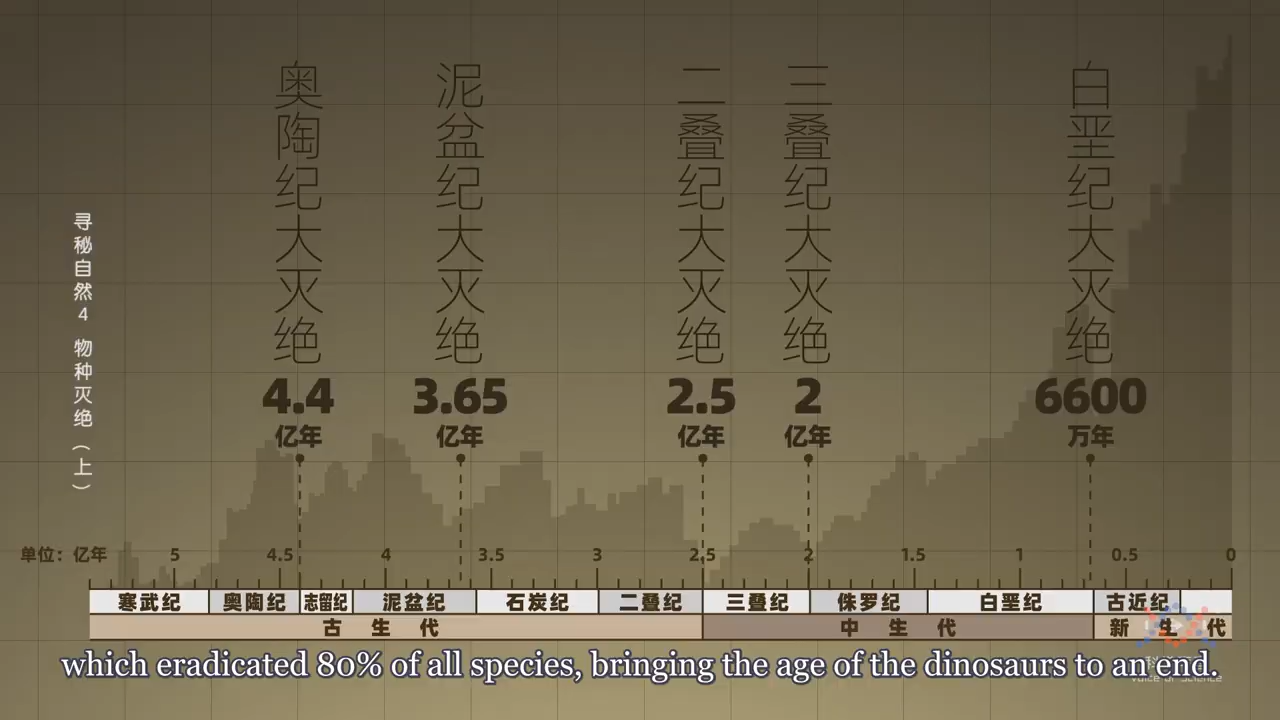 寻秘自然4 物种灭绝（上）
奥陶纪大灭绝
4.4
亿年
泥盆纪大灭绝
3.65
亿年
二叠纪大灭绝
2.5
亿年
三叠纪大灭绝
2
亿年
白垩纪大灭绝
6600
万年
单位：亿年 5 4.5 4 3.5 3 2.5 2 1.5 1 0.5 0
寒武纪 奥陶纪 志留纪 泥盆纪 石炭纪 二叠纪 三叠纪 侏罗纪 白垩纪 古近纪
古生代 中生代 新生代
which eradicated 80% of all species, bringing the age of the dinosaurs to an end.
Voice of Science